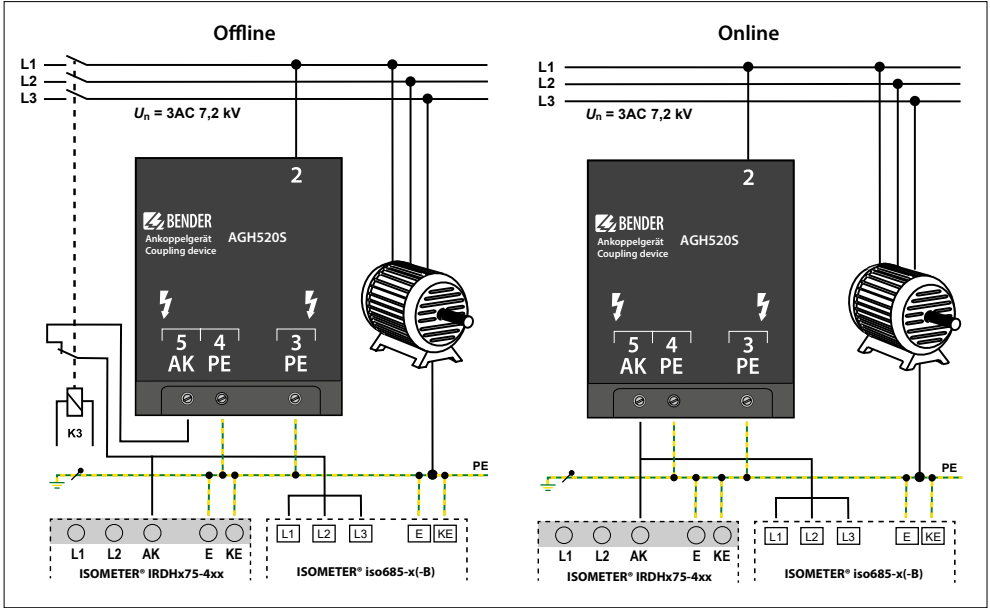 Offline
L1
L2
L3
Un = 3AC 7,2 kV
2
BENDER
Ankoppelgerät
Coupling device
AGH520S
5 4 3
AK PE PE
K3
PE
L1 L2 AK E KE
ISOMETER® IRDHx75-4xx
L1 L2 L3 E KE
ISOMETER® iso685-x(-B)
Online
L1
L2
L3
Un = 3AC 7,2 kV
2
BENDER
Ankoppelgerät
Coupling device
AGH520S
5 4 3
AK PE PE
PE
L1 L2 AK E KE
ISOMETER® IRDHx75-4xx
L1 L2 L3 E KE
ISOMETER® iso685-x(-B)